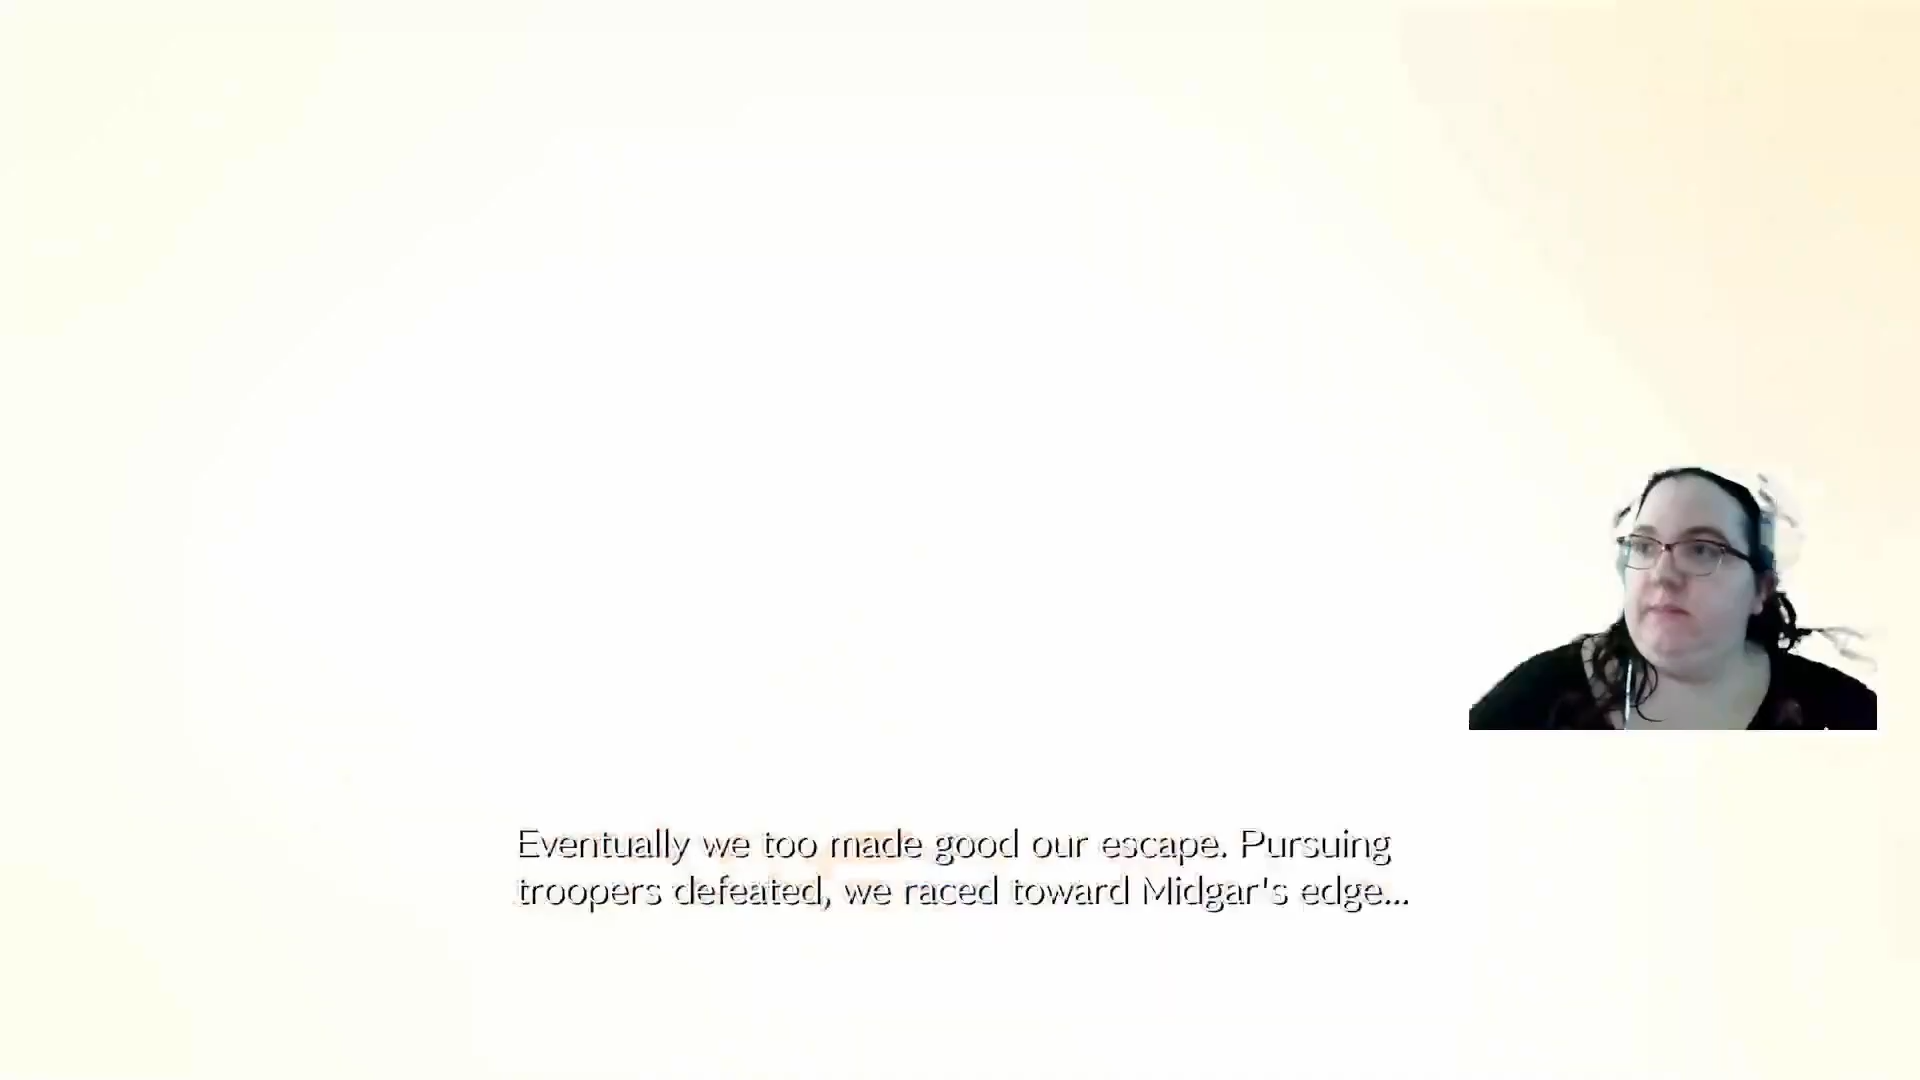 Eventually we too made good our escape. Pursuing
troopers defeated, we raced toward Midgar's edge...